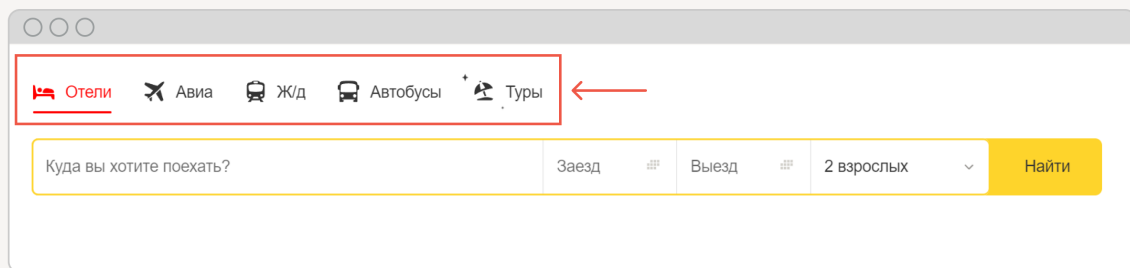 Отели Авиа Ж/д Автобусы Туры
Куда вы хотите поехать? Заезд Выезд 2 взрослых Найти